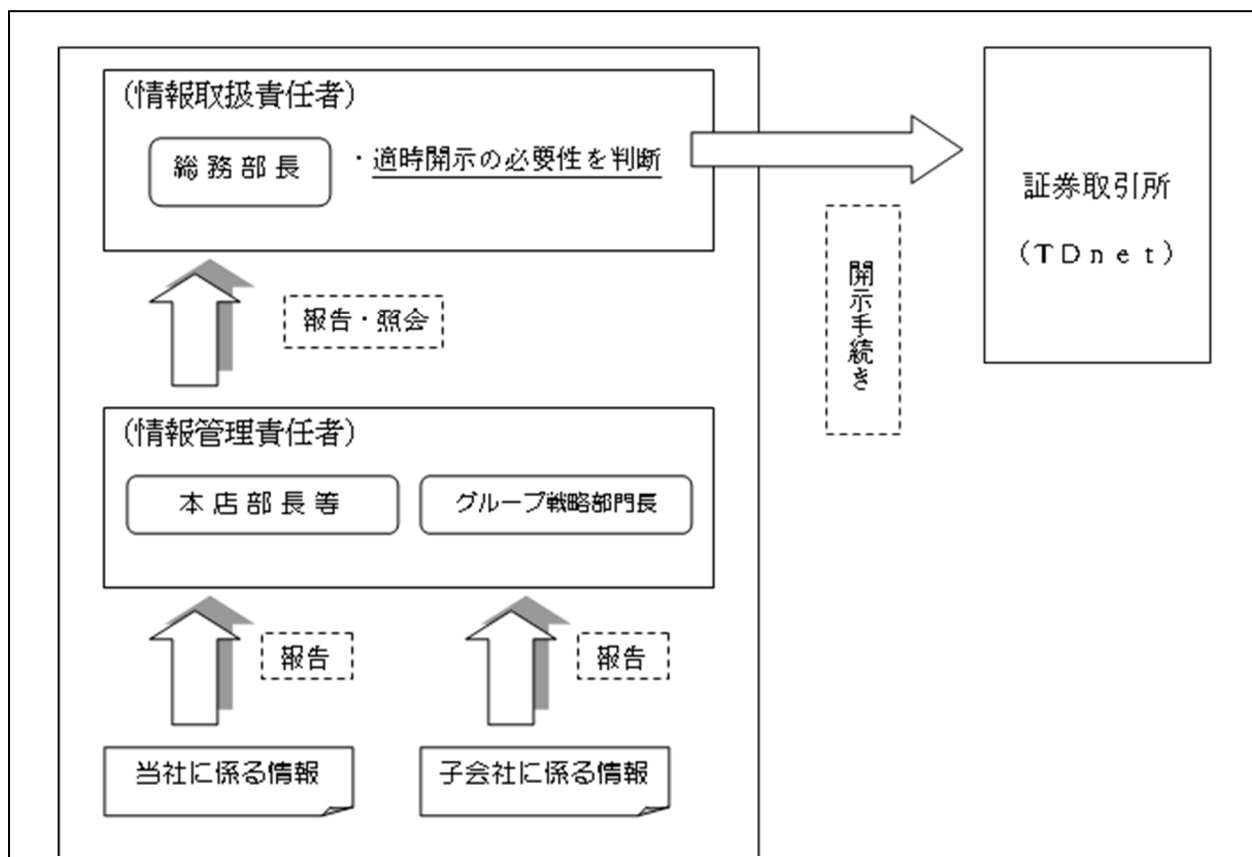 (情報取扱責任者)
総務部長
・適時開示の必要性を判断
証券取引所
(TDnet)
開示手続き
報告・照会
(情報管理責任者)
本店部長等
グループ戦略部門長
報告
報告
当社に係る情報
子会社に係る情報